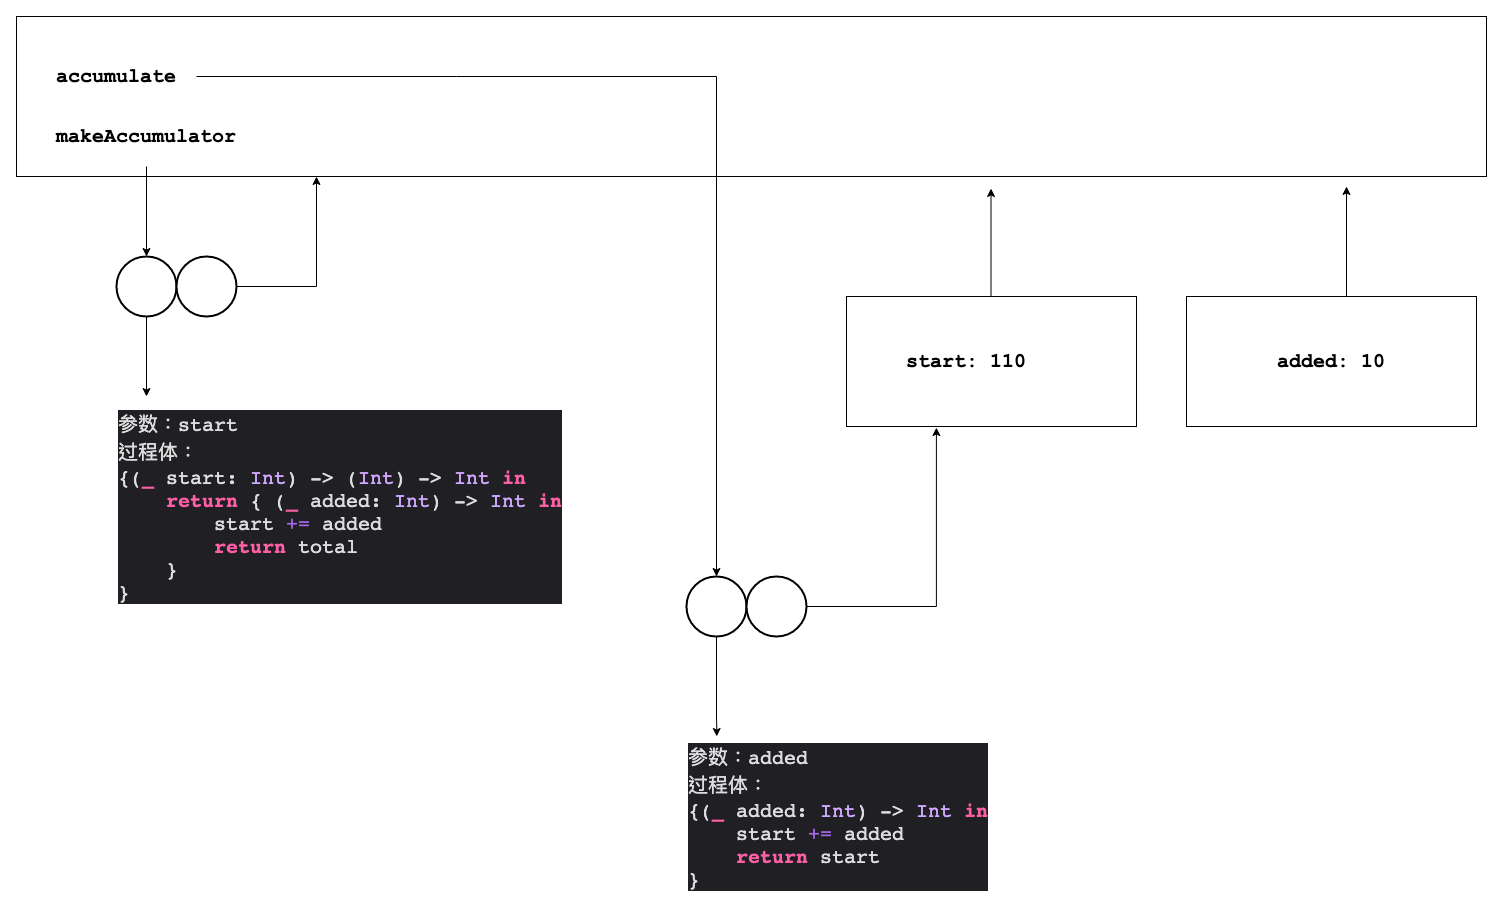 accumulate
makeAccumulator
start: 110
added: 10
参数：start
过程体：
{(_ start: Int) -> (Int) -> Int in
    return { (_ added: Int) -> Int in
        start += added
        return total
    }
}
参数：added
过程体：
{(_ added: Int) -> Int in
    start += added
    return start
}